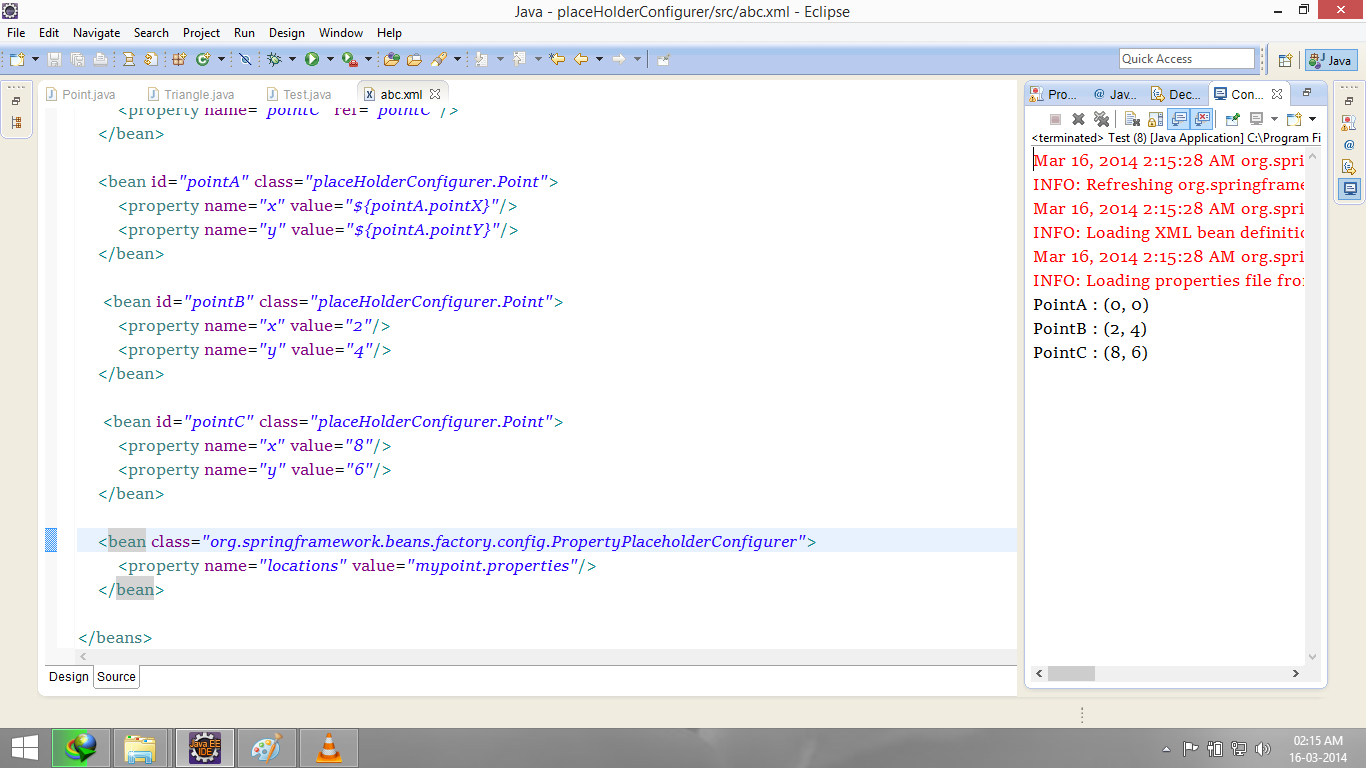 Java - placeHolderConfigurer/src/abc.xml - Eclipse
File Edit Navigate Search Project Run Design Window Help
Quick Access
Java
Point.java Triangle.java Test.java abc.xml
<property name="pointC" ref="pointC"/>
</bean>
<bean id="pointA" class="placeHolderConfigurer.Point">
<property name="x" value="${pointA.pointX}"/>
<property name="y" value="${pointA.pointY}"/>
</bean>
<bean id="pointB" class="placeHolderConfigurer.Point">
<property name="x" value="2"/>
<property name="y" value="4"/>
</bean>
<bean id="pointC" class="placeHolderConfigurer.Point">
<property name="x" value="8"/>
<property name="y" value="6"/>
</bean>
<bean class="org.springframework.beans.factory.config.PropertyPlaceholderConfigurer">
<property name="locations" value="mypoint.properties"/>
</bean>
</beans>
Design Source
Pro... @ Jav... Dec... Con...
<terminated> Test (8) [Java Application] C:\Program Fi
Mar 16, 2014 2:15:28 AM org.spri
INFO: Refreshing org.springframe
Mar 16, 2014 2:15:28 AM org.spri
INFO: Loading XML bean definitio
Mar 16, 2014 2:15:28 AM org.spri
INFO: Loading properties file fro
PointA : (0, 0)
PointB : (2, 4)
PointC : (8, 6)
Java EE
IDE
02:15 AM
16-03-2014